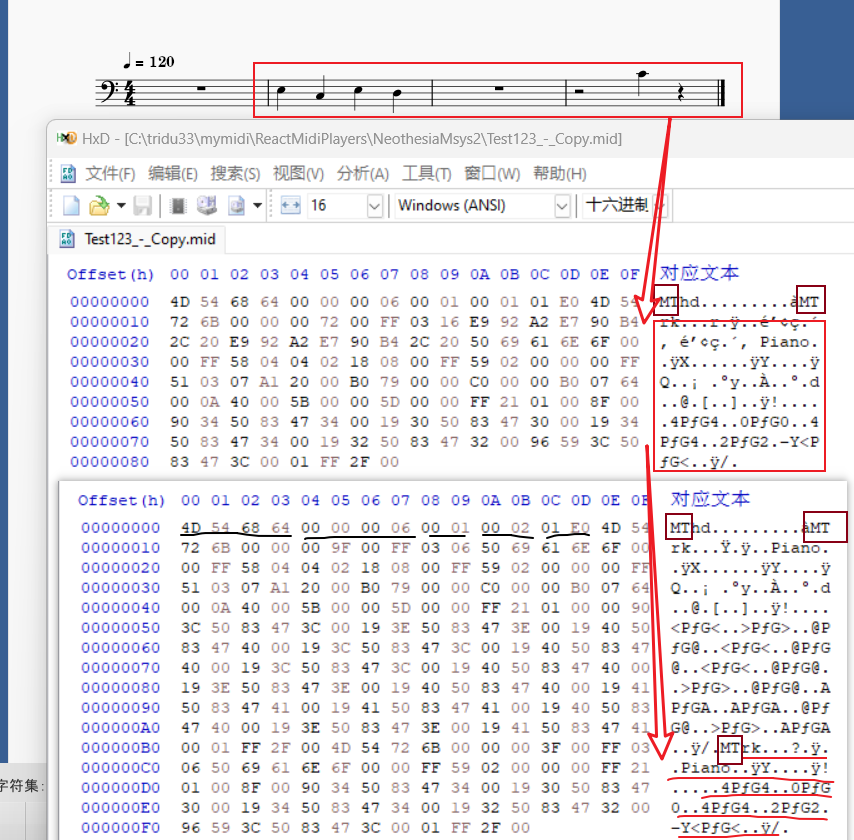 ♩ = 120
HxD - [C:\tridu33\mymidi\ReactMidiPlayers\NeothesiaMsys2\Test123_-_Copy.mid]
文件(F) 编辑(E) 搜索(S) 视图(V) 分析(A) 工具(T) 窗口(W) 帮助(H)
16 Windows (ANSI) 十六进制
Test123_-_Copy.mid
Offset(h) 00 01 02 03 04 05 06 07 08 09 0A 0B 0C 0D 0E 0F 对应文本
00000000 4D 54 68 64 00 00 00 06 00 01 00 01 01 E0 4D 54 MThd.........àMT
00000010 72 6B 00 00 00 72 00 FF 03 16 E9 92 A2 E7 90 B4 rk...r.ÿ..é’¢ç.´
00000020 2C 20 E9 92 A2 E7 90 B4 2C 20 50 69 61 6E 6F 00 , é’¢ç.´, Piano.
00000030 00 FF 58 04 04 02 18 08 00 FF 59 02 00 00 00 FF .ÿX......ÿY....ÿ
00000040 51 03 07 A1 20 00 B0 79 00 00 C0 00 00 B0 07 64 Q..¡ .°y..À..°.d
00000050 00 0A 40 00 5B 00 00 5D 00 00 FF 21 01 00 8F 00 ..@.[..]..ÿ!....
00000060 90 34 50 83 47 34 00 19 30 50 83 47 30 00 19 34 .4PƒG4..0PƒG0..4
00000070 50 83 47 34 00 19 32 50 83 47 32 00 96 59 3C 50 PƒG4..2PƒG2.–Y<P
00000080 83 47 3C 00 01 FF 2F 00 ƒG<..ÿ/.
Offset(h) 00 01 02 03 04 05 06 07 08 09 0A 0B 0C 0D 0E 0F 对应文本
00000000 4D 54 68 64 00 00 00 06 00 01 00 02 01 E0 4D 54 MThd.........àMT
00000010 72 6B 00 00 00 9F 00 FF 03 06 50 69 61 6E 6F 00 rk...Ÿ.ÿ..Piano.
00000020 00 FF 58 04 04 02 18 08 00 FF 59 02 00 00 00 FF .ÿX......ÿY....ÿ
00000030 51 03 07 A1 20 00 B0 79 00 00 C0 00 00 B0 07 64 Q..¡ .°y..À..°.d
00000040 00 0A 40 00 5B 00 00 5D 00 00 FF 21 01 00 00 90 ..@.[..]..ÿ!....
00000050 3C 50 83 47 3C 00 19 3E 50 83 47 3E 00 19 40 50 <PƒG<..>PƒG>..@P
00000060 83 47 40 00 19 3C 50 83 47 3C 00 19 40 50 83 47 ƒG@..<PƒG<..@PƒG
00000070 40 00 19 3C 50 83 47 3C 00 19 40 50 83 47 40 00 @..<PƒG<..@PƒG@.
00000080 19 3E 50 83 47 3E 00 19 40 50 83 47 40 00 19 41 .>PƒG>..@PƒG@..A
00000090 50 83 47 41 00 19 41 50 83 47 41 00 19 40 50 83 PƒGA..APƒGA..@Pƒ
000000A0 47 40 00 19 3E 50 83 47 3E 00 19 41 50 83 47 41 G@..>PƒG>..APƒGA
000000B0 00 01 FF 2F 00 4D 54 72 6B 00 00 00 3F 00 FF 03 ..ÿ/.MTrk...?.ÿ.
000000C0 06 50 69 61 6E 6F 00 00 FF 59 02 00 00 00 FF 21 .Piano..ÿY....ÿ!
000000D0 01 00 8F 00 90 34 50 83 47 34 00 19 30 50 83 47 .....4PƒG4..0PƒG
000000E0 30 00 19 34 50 83 47 34 00 19 32 50 83 47 32 00 0..4PƒG4..2PƒG2.
000000F0 96 59 3C 50 83 47 3C 00 01 FF 2F 00 –Y<PƒG<..ÿ/.
字符集: